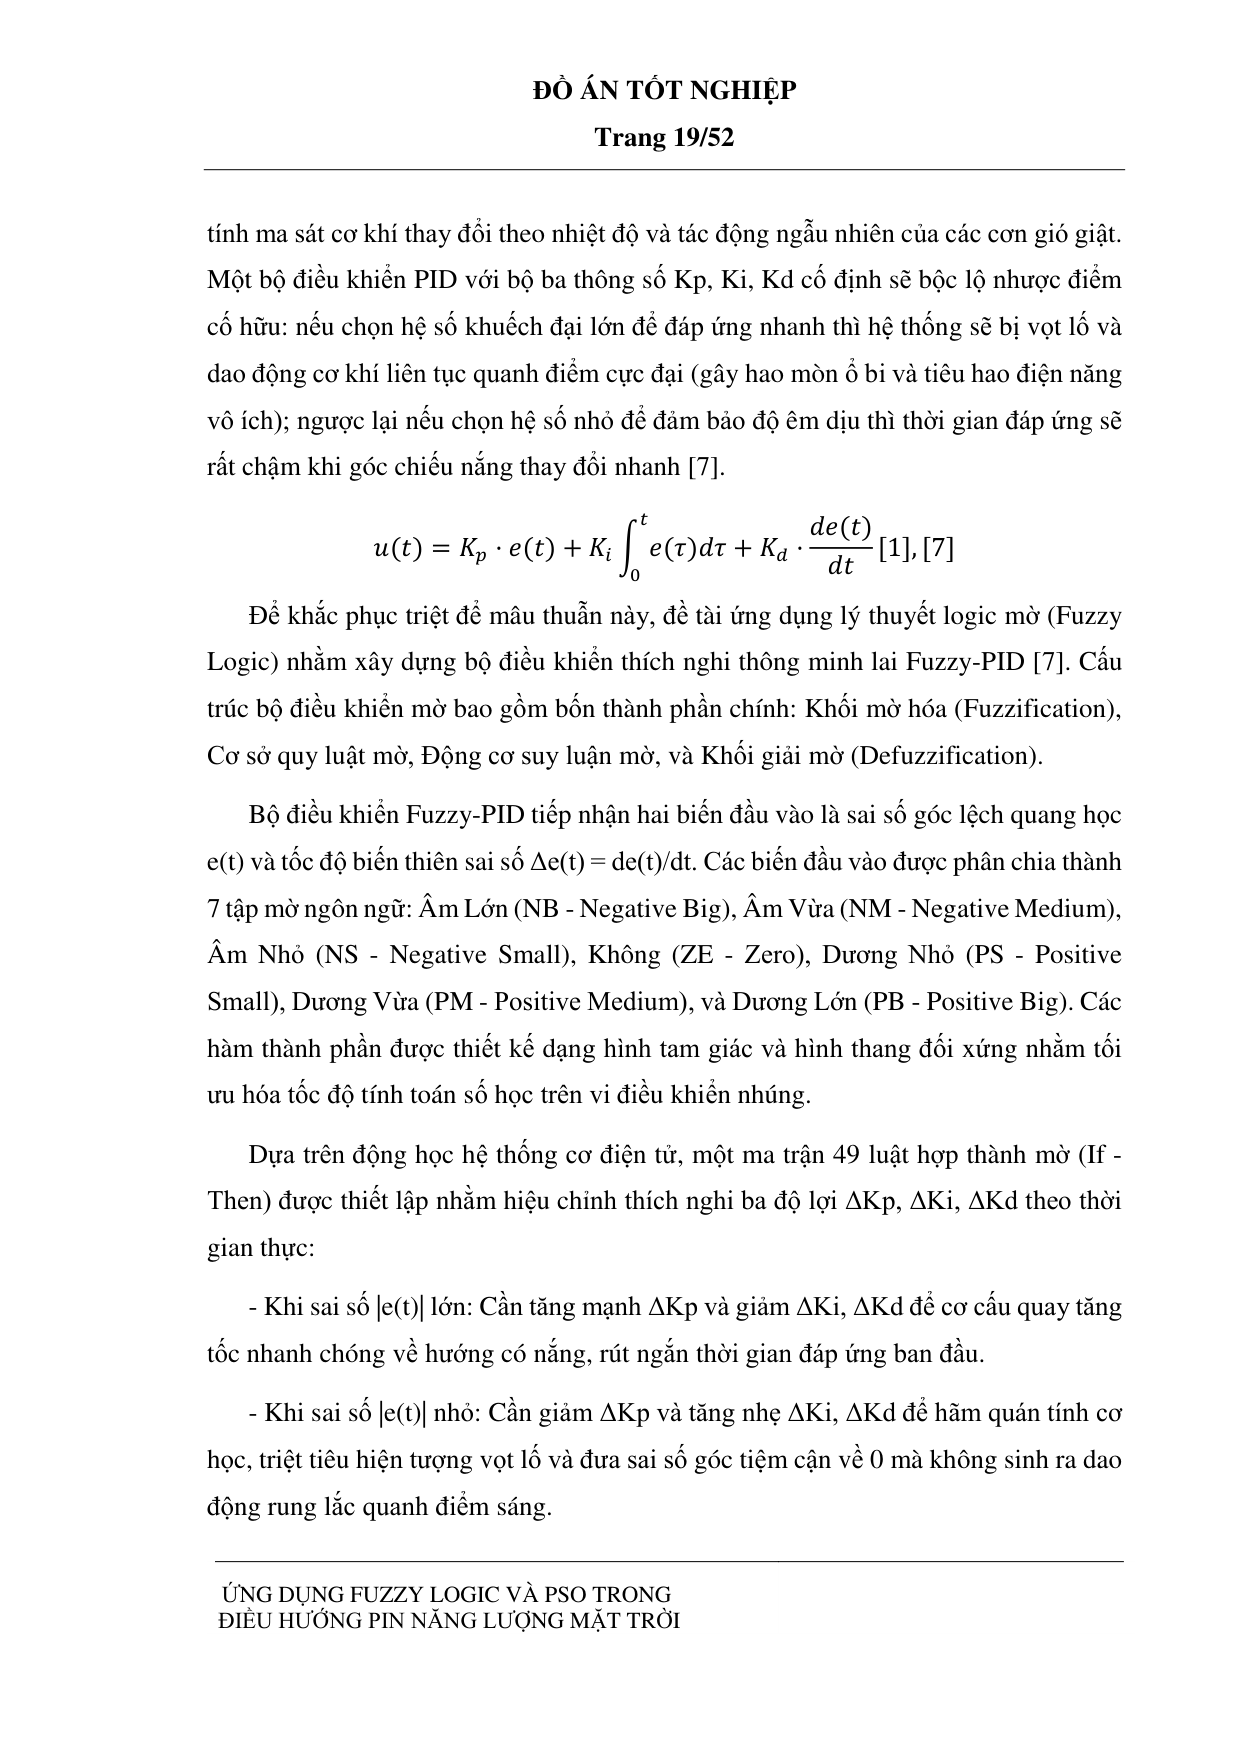 ĐỒ ÁN TỐT NGHIỆP
Trang 19/52
tính ma sát cơ khí thay đổi theo nhiệt độ và tác động ngẫu nhiên của các cơn gió giật.
Một bộ điều khiển PID với bộ ba thông số Kp, Ki, Kd cố định sẽ bộc lộ nhược điểm
cố hữu: nếu chọn hệ số khuếch đại lớn để đáp ứng nhanh thì hệ thống sẽ bị vọt lố và
dao động cơ khí liên tục quanh điểm cực đại (gây hao mòn ổ bi và tiêu hao điện năng
vô ích); ngược lại nếu chọn hệ số nhỏ để đảm bảo độ êm dịu thì thời gian đáp ứng sẽ
rất chậm khi góc chiếu nắng thay đổi nhanh [7].
u(t) = K_p · e(t) + K_i ∫_0^t e(τ)dτ + K_d · de(t)/dt [1], [7]
Để khắc phục triệt để mâu thuẫn này, đề tài ứng dụng lý thuyết logic mờ (Fuzzy
Logic) nhằm xây dựng bộ điều khiển thích nghi thông minh lai Fuzzy-PID [7]. Cấu
trúc bộ điều khiển mờ bao gồm bốn thành phần chính: Khối mờ hóa (Fuzzification),
Cơ sở quy luật mờ, Động cơ suy luận mờ, và Khối giải mờ (Defuzzification).
Bộ điều khiển Fuzzy-PID tiếp nhận hai biến đầu vào là sai số góc lệch quang học
e(t) và tốc độ biến thiên sai số Δe(t) = de(t)/dt. Các biến đầu vào được phân chia thành
7 tập mờ ngôn ngữ: Âm Lớn (NB - Negative Big), Âm Vừa (NM - Negative Medium),
Âm Nhỏ (NS - Negative Small), Không (ZE - Zero), Dương Nhỏ (PS - Positive
Small), Dương Vừa (PM - Positive Medium), và Dương Lớn (PB - Positive Big). Các
hàm thành phần được thiết kế dạng hình tam giác và hình thang đối xứng nhằm tối
ưu hóa tốc độ tính toán số học trên vi điều khiển nhúng.
Dựa trên động học hệ thống cơ điện tử, một ma trận 49 luật hợp thành mờ (If -
Then) được thiết lập nhằm hiệu chỉnh thích nghi ba độ lợi ΔKp, ΔKi, ΔKd theo thời
gian thực:
- Khi sai số |e(t)| lớn: Cần tăng mạnh ΔKp và giảm ΔKi, ΔKd để cơ cấu quay tăng
tốc nhanh chóng về hướng có nắng, rút ngắn thời gian đáp ứng ban đầu.
- Khi sai số |e(t)| nhỏ: Cần giảm ΔKp và tăng nhẹ ΔKi, ΔKd để hãm quán tính cơ
học, triệt tiêu hiện tượng vọt lố và đưa sai số góc tiệm cận về 0 mà không sinh ra dao
động rung lắc quanh điểm sáng.
ỨNG DỤNG FUZZY LOGIC VÀ PSO TRONG
ĐIỀU HƯỚNG PIN NĂNG LƯỢNG MẶT TRỜI